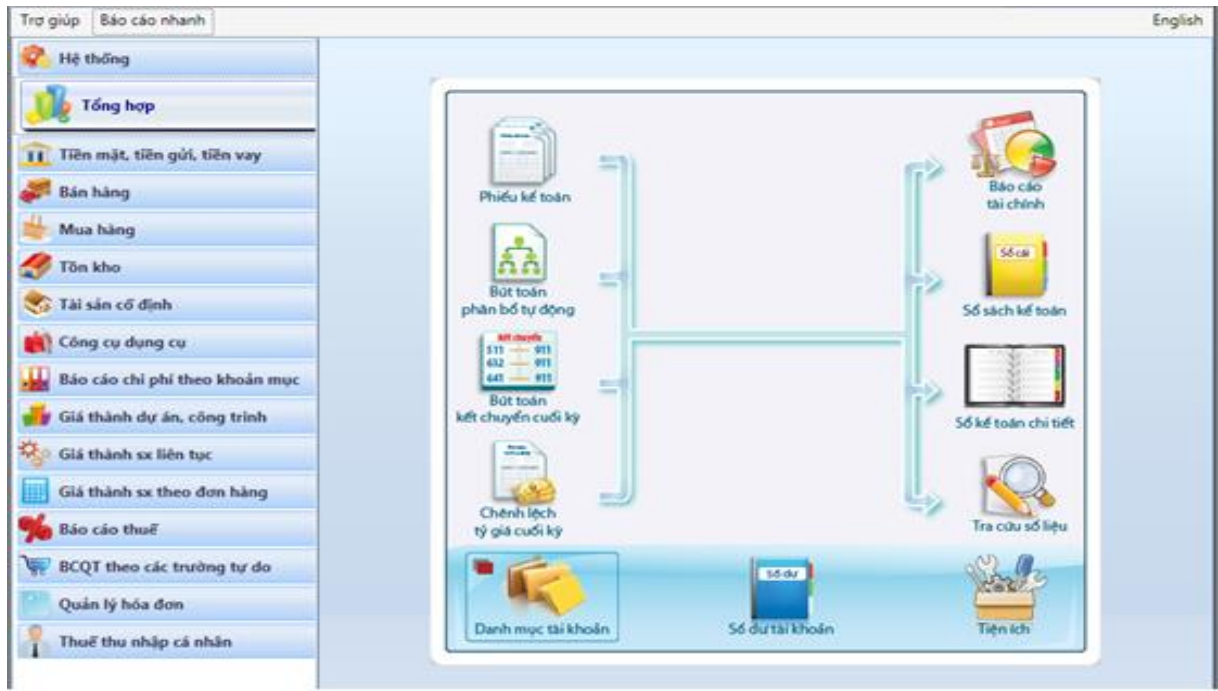 Trợ giúp Báo cáo nhanh English
Hệ thống
Tổng hợp
Tiền mặt, tiền gửi, tiền vay
Bán hàng
Mua hàng
Tồn kho
Tài sản cố định
Công cụ dụng cụ
Báo cáo chi phí theo khoản mục
Giá thành dự án, công trình
Giá thành sx liên tục
Giá thành sx theo đơn hàng
Báo cáo thuế
BCQT theo các trường tự do
Quản lý hóa đơn
Thuế thu nhập cá nhân
Phiếu kế toán
Bút toán
phân bổ tự động
Kết chuyển
511 911
632 911
641 911
Bút toán
kết chuyển cuối kỳ
Chênh lệch
tỷ giá cuối kỳ
Báo cáo
tài chính
Sổ cái
Sổ sách kế toán
Sổ kế toán chi tiết
Tra cứu số liệu
Danh mục tài khoản
Số dư
Số dư tài khoản
Tiện ích